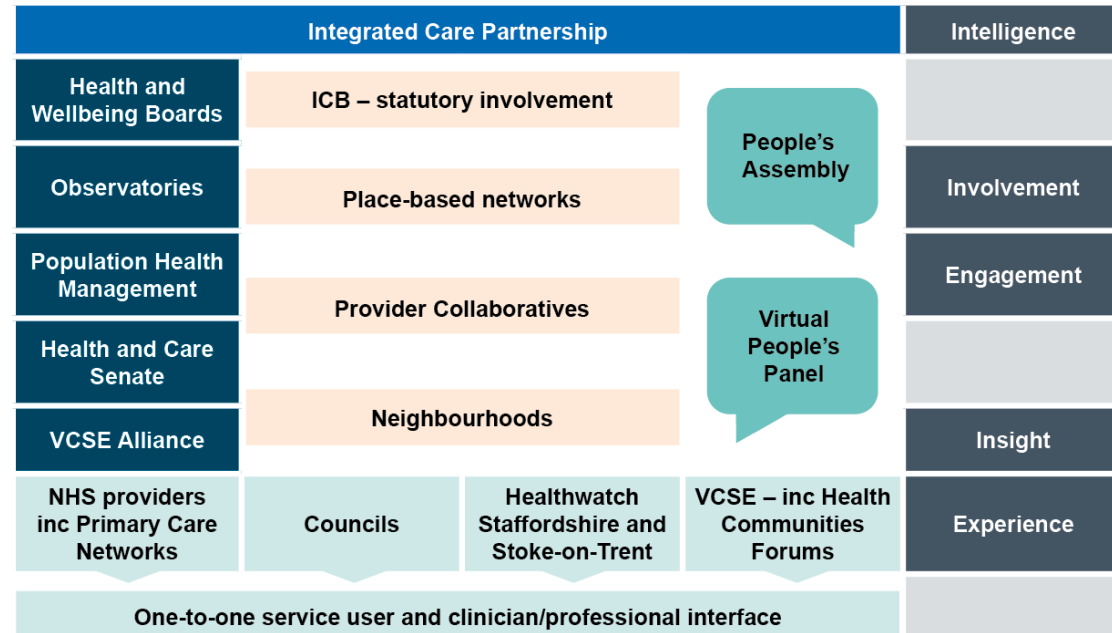 Integrated Care Partnership
Intelligence
Health and
Wellbeing Boards
ICB – statutory involvement
People's
Assembly
Observatories
Place-based networks
Involvement
Population Health
Management
Provider Collaboratives
Engagement
Virtual
People's
Panel
Health and Care
Senate
Neighbourhoods
VCSE Alliance
Insight
NHS providers
inc Primary Care
Networks
Councils
Healthwatch
Staffordshire and
Stoke-on-Trent
VCSE – inc Health
Communities
Forums
Experience
One-to-one service user and clinician/professional interface